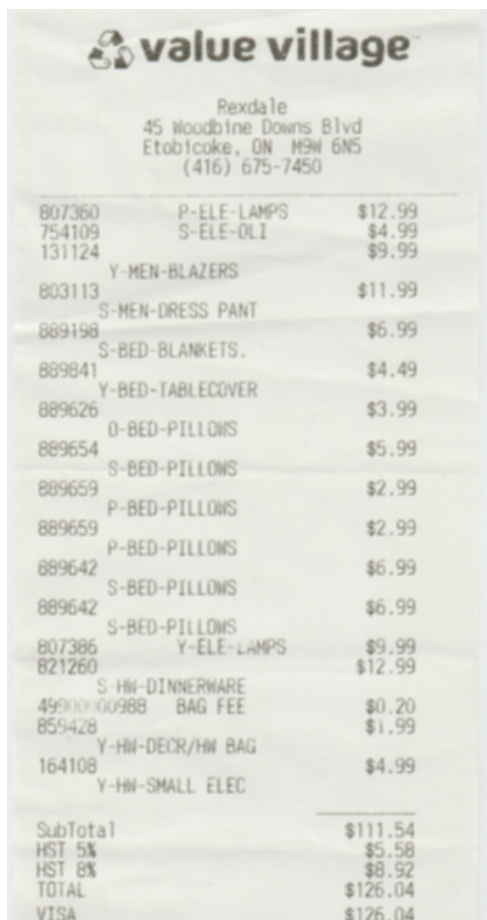 value village
Rexdale
45 Woodbine Downs Blvd
Etobicoke, ON M9W 6N5
(416) 675-7450
807360 P-ELE-LAMPS $12.99
754109 S-ELE-OLI $4.99
131124 $9.99
Y-MEN-BLAZERS
803113 $11.99
S-MEN-DRESS PANT
889198 $6.99
S-BED-BLANKETS.
889841 $4.49
Y-BED-TABLECOVER
889626 $3.99
O-BED-PILLOWS
889654 $5.99
S-BED-PILLOWS
889659 $2.99
P-BED-PILLOWS
889659 $2.99
P-BED-PILLOWS
889642 $6.99
S-BED-PILLOWS
889642 $6.99
S-BED-PILLOWS
807386 Y-ELE-LAMPS $9.99
821260 $12.99
S-HW-DINNERWARE
49900000988 BAG FEE $0.20
859428 $1.99
Y-HW-DECR/HW BAG
164108 $4.99
Y-HW-SMALL ELEC
SubTotal $111.54
HST 5% $5.58
HST 8% $8.92
TOTAL $126.04
VISA $126.04